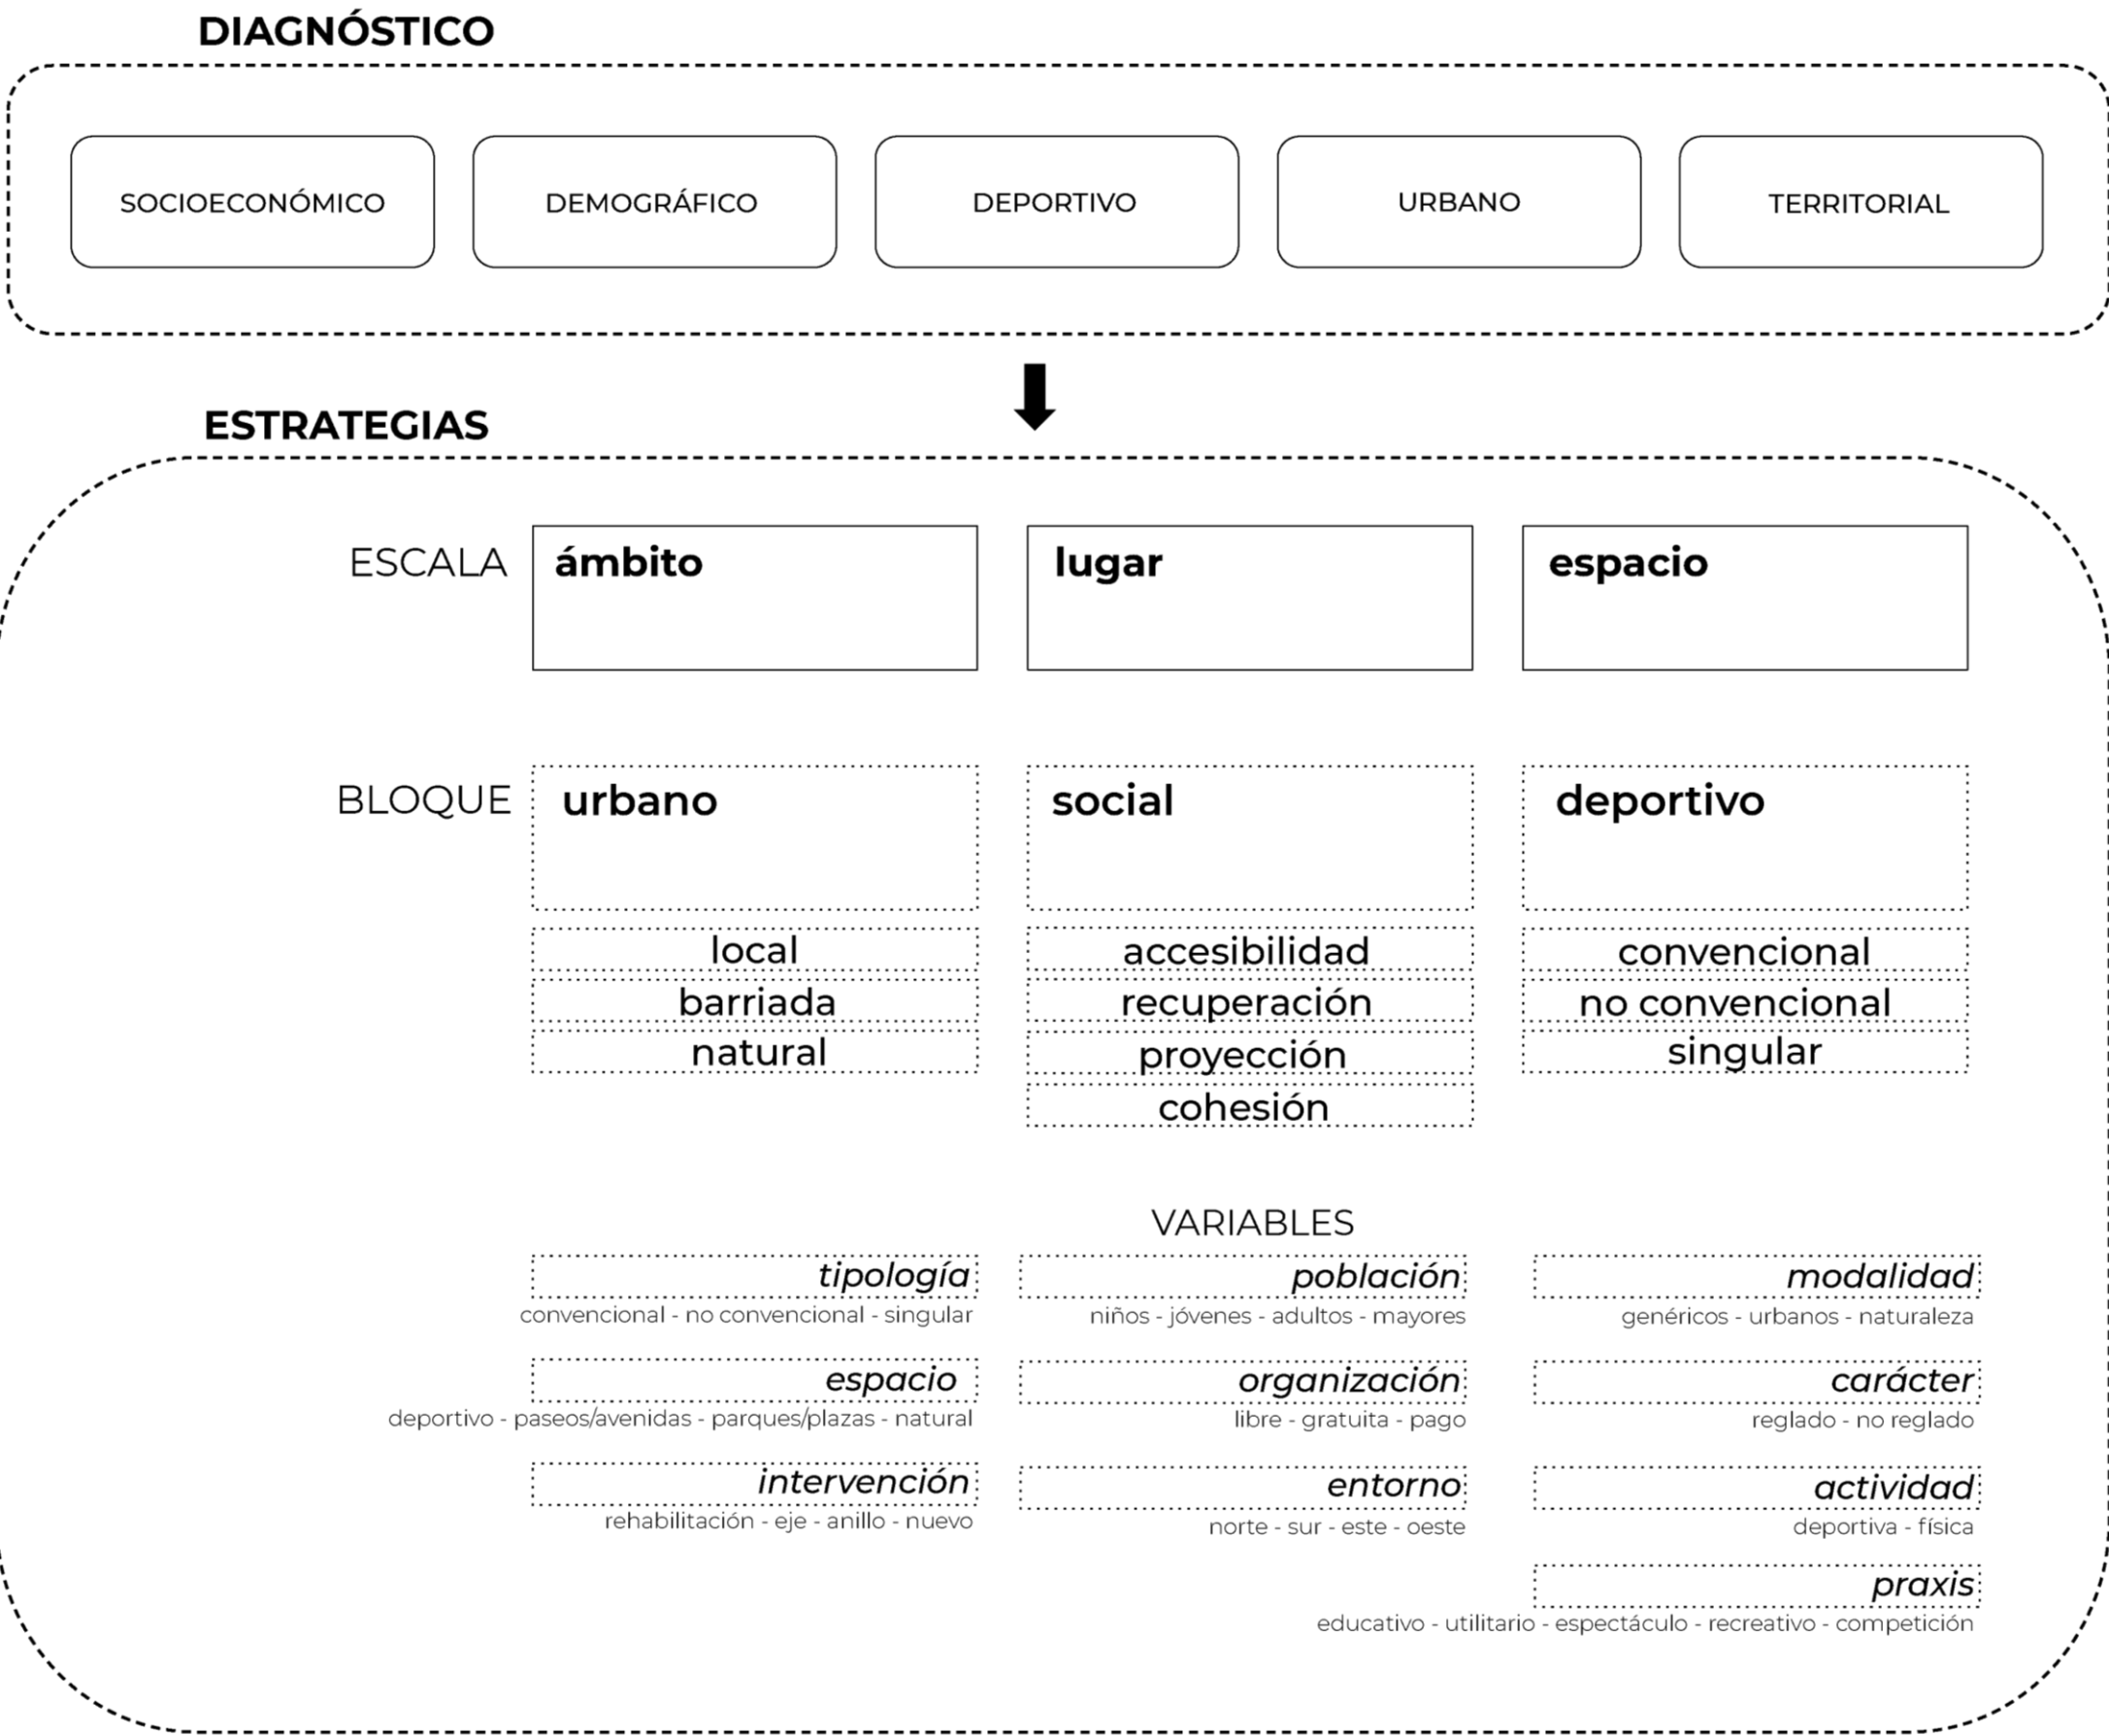 DIAGNÓSTICO
SOCIOECONÓMICO
DEMOGRÁFICO
DEPORTIVO
URBANO
TERRITORIAL
ESTRATEGIAS
ESCALA
ámbito
lugar
espacio
BLOQUE
urbano
social
deportivo
local
accesibilidad
convencional
barriada
recuperación
no convencional
natural
proyección
singular
cohesión
VARIABLES
tipología
población
modalidad
convencional - no convencional - singular
niños - jóvenes - adultos - mayores
genéricos - urbanos - naturaleza
espacio
organización
carácter
deportivo - paseos/avenidas - parques/plazas - natural
libre - gratuita - pago
reglado - no reglado
intervención
entorno
actividad
rehabilitación - eje - anillo - nuevo
norte - sur - este - oeste
deportiva - física
praxis
educativo - utilitario - espectáculo - recreativo - competición